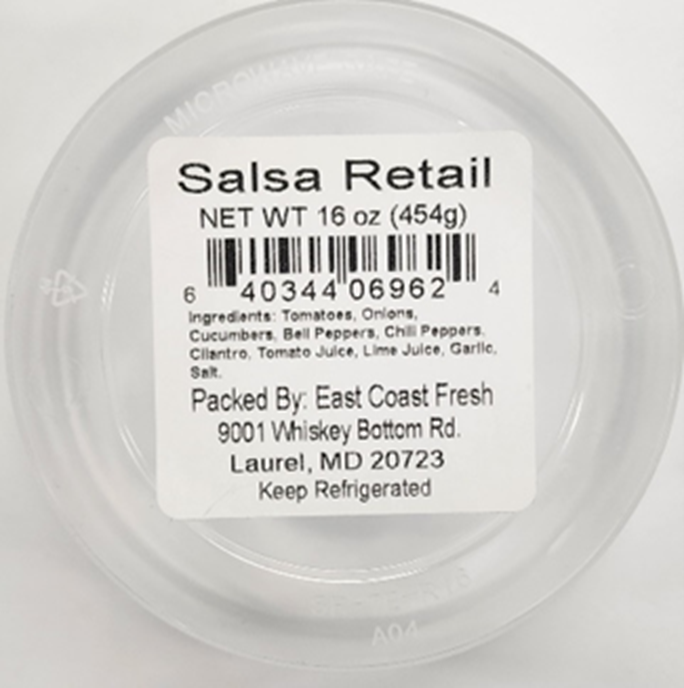 MICROWAVE SAFE
Salsa Retail
NET WT 16 oz (454g)
6 40344 06962 4
Ingredients: Tomatoes, Onions,
Cucumbers, Bell Peppers, Chili Peppers,
Cilantro, Tomato Juice, Lime Juice, Garlic,
Salt.
Packed By: East Coast Fresh
9001 Whiskey Bottom Rd.
Laurel, MD 20723
Keep Refrigerated
A04